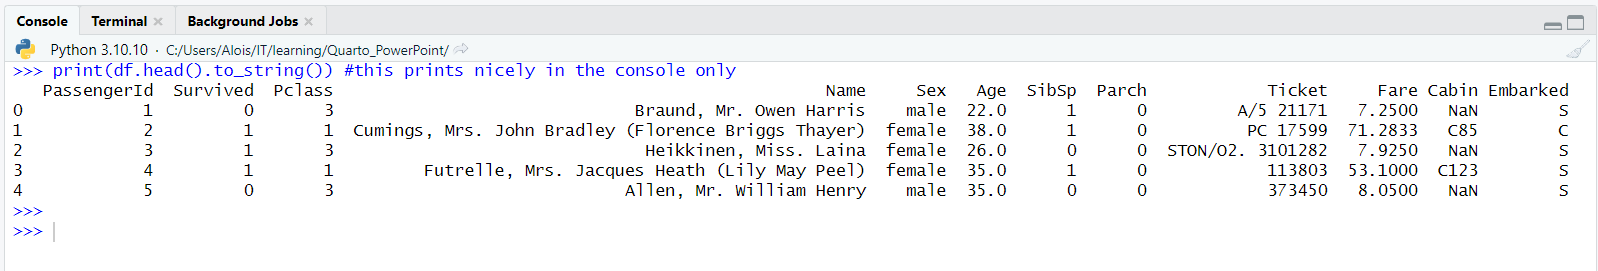 Console Terminal Background Jobs
Python 3.10.10 · C:/Users/Alois/IT/learning/Quarto_PowerPoint/
>>> print(df.head().to_string()) #this prints nicely in the console only
PassengerId Survived Pclass Name Sex Age SibSp Parch Ticket Fare Cabin Embarked
0 1 0 3 Braund, Mr. Owen Harris male 22.0 1 0 A/5 21171 7.2500 NaN S
1 2 1 1 Cumings, Mrs. John Bradley (Florence Briggs Thayer) female 38.0 1 0 PC 17599 71.2833 C85 C
2 3 1 3 Heikkinen, Miss. Laina female 26.0 0 0 STON/O2. 3101282 7.9250 NaN S
3 4 1 1 Futrelle, Mrs. Jacques Heath (Lily May Peel) female 35.0 1 0 113803 53.1000 C123 S
4 5 0 3 Allen, Mr. William Henry male 35.0 0 0 373450 8.0500 NaN S
>>>
>>>